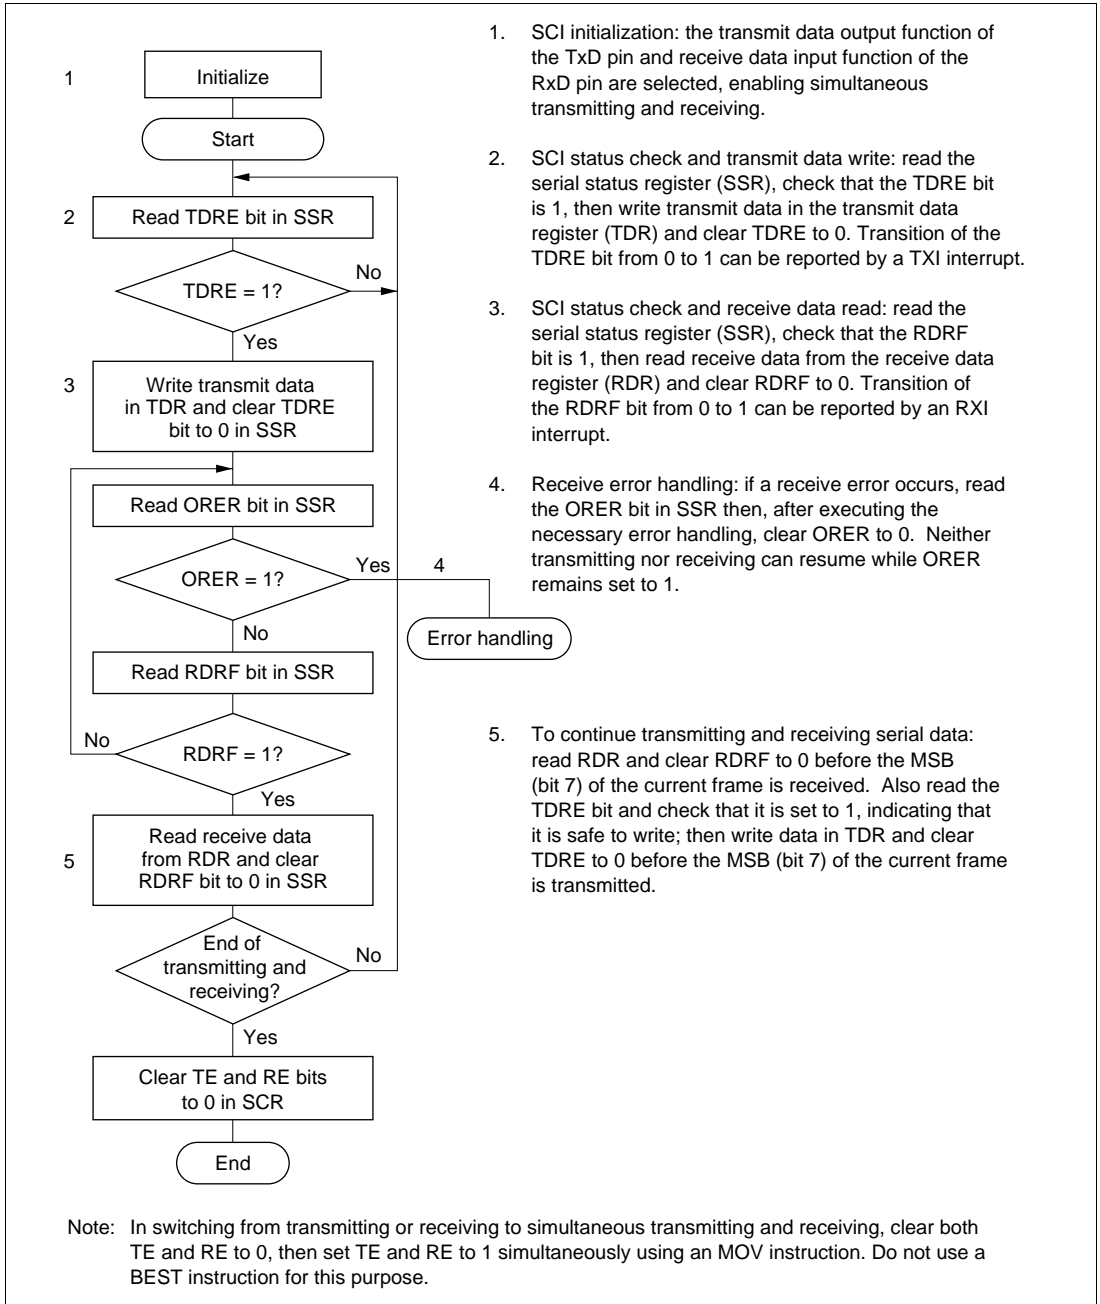 1
Initialize
Start
2
Read TDRE bit in SSR
TDRE = 1?
No
Yes
3
Write transmit data
in TDR and clear TDRE
bit to 0 in SSR
Read ORER bit in SSR
ORER = 1?
Yes
4
Error handling
No
Read RDRF bit in SSR
RDRF = 1?
No
Yes
5
Read receive data
from RDR and clear
RDRF bit to 0 in SSR
End of
transmitting and
receiving?
No
Yes
Clear TE and RE bits
to 0 in SCR
End
1. SCI initialization: the transmit data output function of
the TxD pin and receive data input function of the
RxD pin are selected, enabling simultaneous
transmitting and receiving.
2. SCI status check and transmit data write: read the
serial status register (SSR), check that the TDRE bit
is 1, then write transmit data in the transmit data
register (TDR) and clear TDRE to 0. Transition of the
TDRE bit from 0 to 1 can be reported by a TXI interrupt.
3. SCI status check and receive data read: read the
serial status register (SSR), check that the RDRF
bit is 1, then read receive data from the receive data
register (RDR) and clear RDRF to 0. Transition of
the RDRF bit from 0 to 1 can be reported by an RXI
interrupt.
4. Receive error handling: if a receive error occurs, read
the ORER bit in SSR then, after executing the
necessary error handling, clear ORER to 0. Neither
transmitting nor receiving can resume while ORER
remains set to 1.
5. To continue transmitting and receiving serial data:
read RDR and clear RDRF to 0 before the MSB
(bit 7) of the current frame is received. Also read the
TDRE bit and check that it is set to 1, indicating that
it is safe to write; then write data in TDR and clear
TDRE to 0 before the MSB (bit 7) of the current frame
is transmitted.
Note: In switching from transmitting or receiving to simultaneous transmitting and receiving, clear both
TE and RE to 0, then set TE and RE to 1 simultaneously using an MOV instruction. Do not use a
BEST instruction for this purpose.